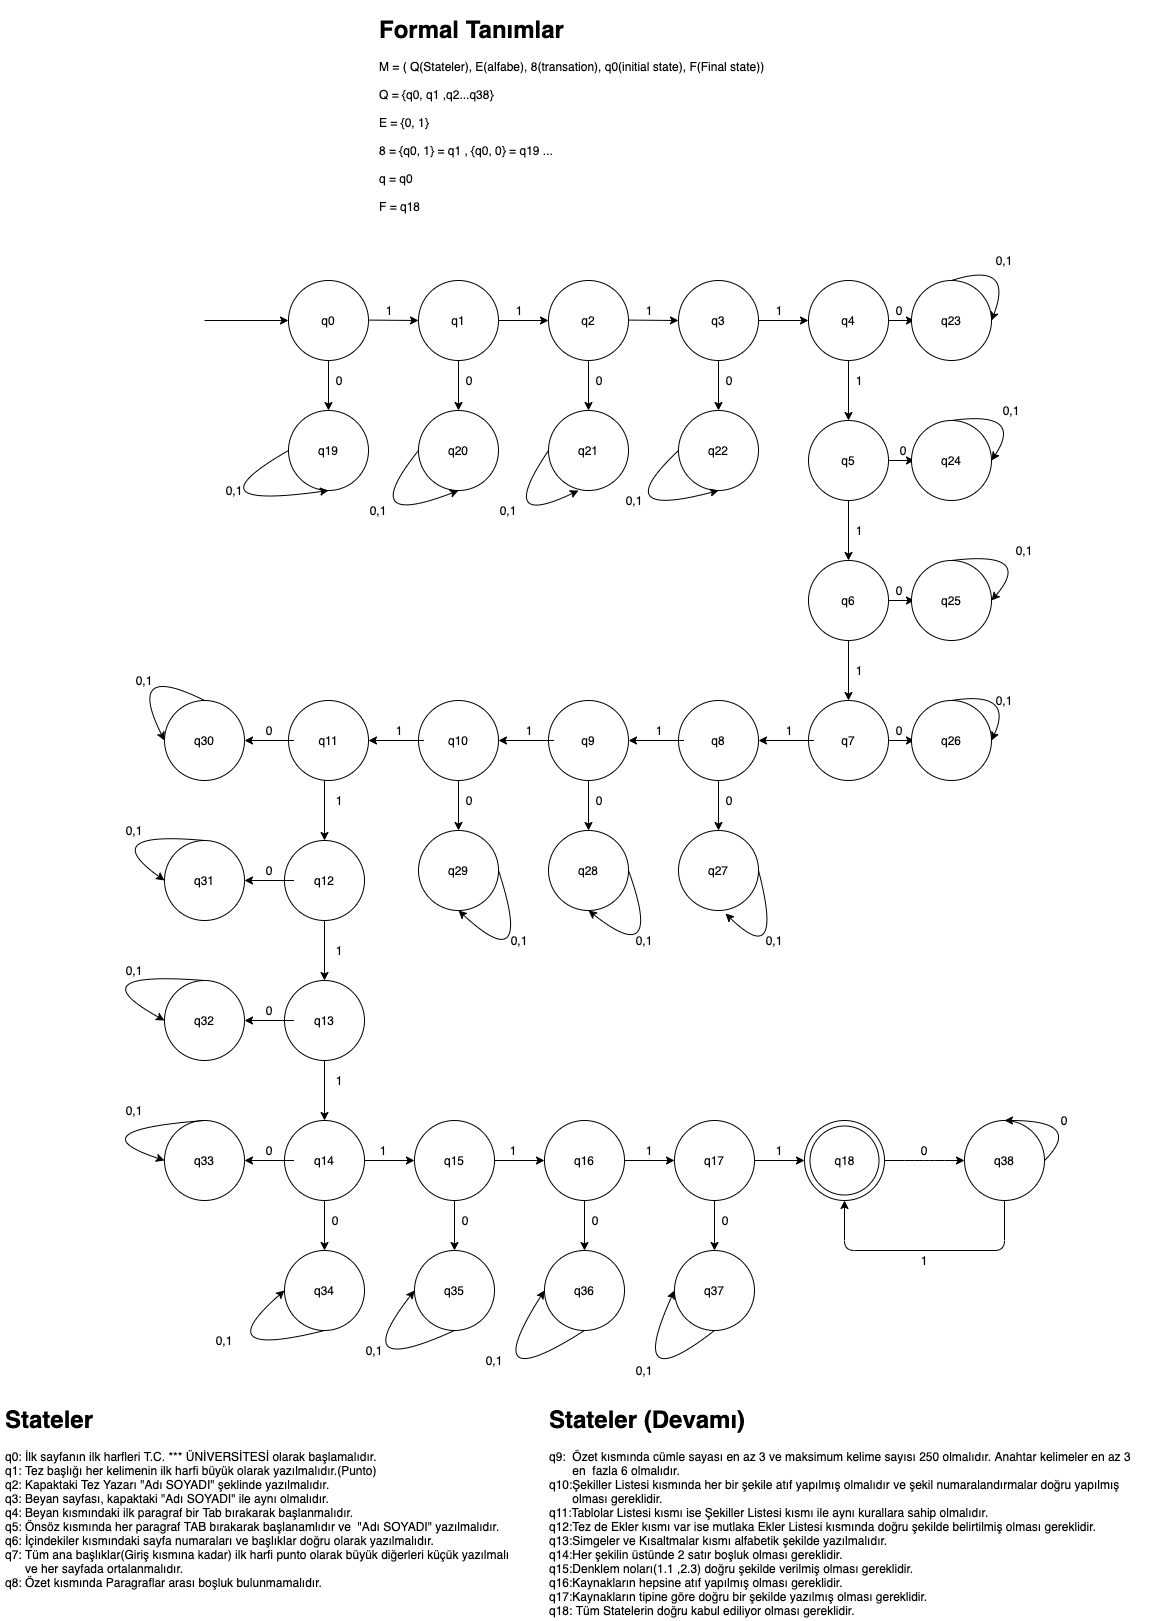 Formal Tanımlar
M = ( Q(Stateler), E(alfabe), 8(transation), q0(initial state), F(Final state))
Q = {q0, q1 ,q2...q38}
E = {0, 1}
8 = {q0, 1} = q1 , {q0, 0} = q19 ...
q = q0
F = q18
0,1
q0 1 q1 1 q2 1 q3 1 q4 0 q23
0 0 0 0 1
0,1
q19 q20 q21 q22 q5 0 q24
0,1 0,1 0,1 0,1
1
0,1
q6 0 q25
1
0,1 0,1
q30 0 q11 1 q10 1 q9 1 q8 1 q7 0 q26
1 0 0 0
0,1
q31 0 q12 q29 q28 q27
0,1 0,1 0,1
1
0,1
q32 0 q13
1
0,1 0
q33 0 q14 1 q15 1 q16 1 q17 1 q18 0 q38
0 0 0 0
1
q34 q35 q36 q37
0,1 0,1 0,1 0,1
Stateler
q0: İlk sayfanın ilk harfleri T.C. *** ÜNİVERSİTESİ olarak başlamalıdır.
q1: Tez başlığı her kelimenin ilk harfi büyük olarak yazılmalıdır.(Punto)
q2: Kapaktaki Tez Yazarı "Adı SOYADI" şeklinde yazılmalıdır.
q3: Beyan sayfası, kapaktaki "Adı SOYADI" ile aynı olmalıdır.
q4: Beyan kısmındaki ilk paragraf bir Tab bırakarak başlanmalıdır.
q5: Önsöz kısmında her paragraf TAB bırakarak başlanamlıdır ve "Adı SOYADI" yazılmalıdır.
q6: İçindekiler kısmındaki sayfa numaraları ve başlıklar doğru olarak yazılmalıdır.
q7: Tüm ana başlıklar(Giriş kısmına kadar) ilk harfi punto olarak büyük diğerleri küçük yazılmalı
ve her sayfada ortalanmalıdır.
q8: Özet kısmında Paragraflar arası boşluk bulunmamalıdır.
Stateler (Devamı)
q9: Özet kısmında cümle sayası en az 3 ve maksimum kelime sayısı 250 olmalıdır. Anahtar kelimeler en az 3
en fazla 6 olmalıdır.
q10:Şekiller Listesi kısmında her bir şekile atıf yapılmış olmalıdır ve şekil numaralandırmalar doğru yapılmış
olması gereklidir.
q11:Tablolar Listesi kısmı ise Şekiller Listesi kısmı ile aynı kurallara sahip olmalıdır.
q12:Tez de Ekler kısmı var ise mutlaka Ekler Listesi kısmında doğru şekilde belirtilmiş olması gereklidir.
q13:Simgeler ve Kısaltmalar kısmı alfabetik şekilde yazılmalıdır.
q14:Her şekilin üstünde 2 satır boşluk olması gereklidir.
q15:Denklem noları(1.1 ,2.3) doğru şekilde verilmiş olması gereklidir.
q16:Kaynakların hepsine atıf yapılmış olması gereklidir.
q17:Kaynakların tipine göre doğru bir şekilde yazılmış olması gereklidir.
q18: Tüm Statelerin doğru kabul ediliyor olması gereklidir.